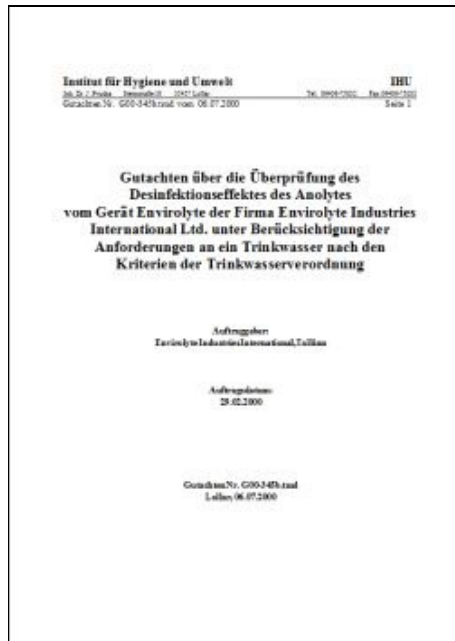 Institut für Hygiene und Umwelt IHU
Gutachten Nr. G00-345b.tmd vom 06.07.2000 Seite 1
Gutachten über die Überprüfung des
Desinfektionseffektes des Anolytes
vom Gerät Envirolyte der Firma Envirolyte Industries
International Ltd. unter Berücksichtigung der
Anforderungen an ein Trinkwasser nach den
Kriterien der Trinkwasserverordnung
Auftraggeber:
Envirolyte Industries International, Tallinn
Auftragsdatum:
29.02.2000
Gutachten Nr. G00-345b.tmd
Lollar, 06.07.2000